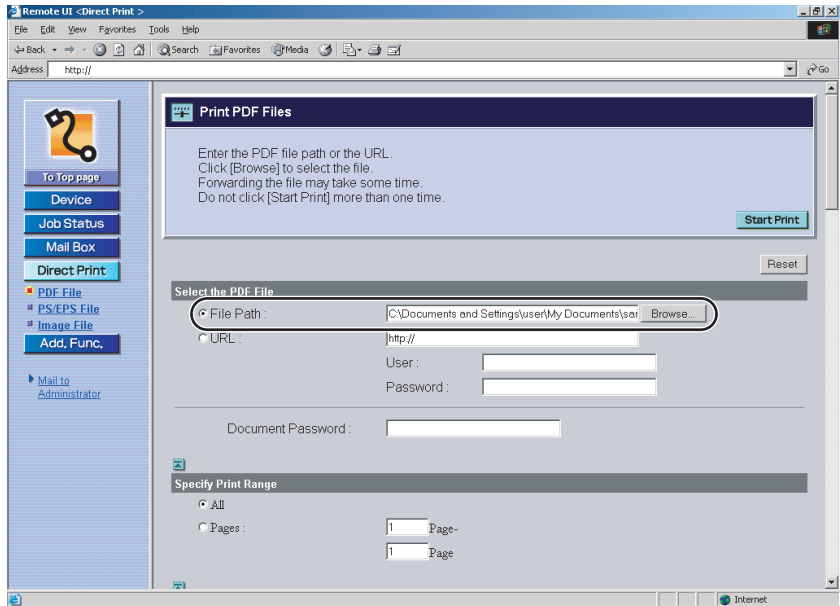 Remote UI <Direct Print >
File Edit View Favorites Tools Help
Back Search Favorites Media
Address http:// Go
To Top page
Device
Job Status
Mail Box
Direct Print
PDF File
PS/EPS File
Image File
Add. Func.
Mail to
Administrator
Print PDF Files
Enter the PDF file path or the URL.
Click [Browse] to select the file.
Forwarding the file may take some time.
Do not click [Start Print] more than one time.
Start Print
Reset
Select the PDF File
File Path : C:\Documents and Settings\user\My Documents\sar Browse...
URL : http://
User :
Password :
Document Password :
Specify Print Range
All
Pages : 1 Page-
1 Page
Internet